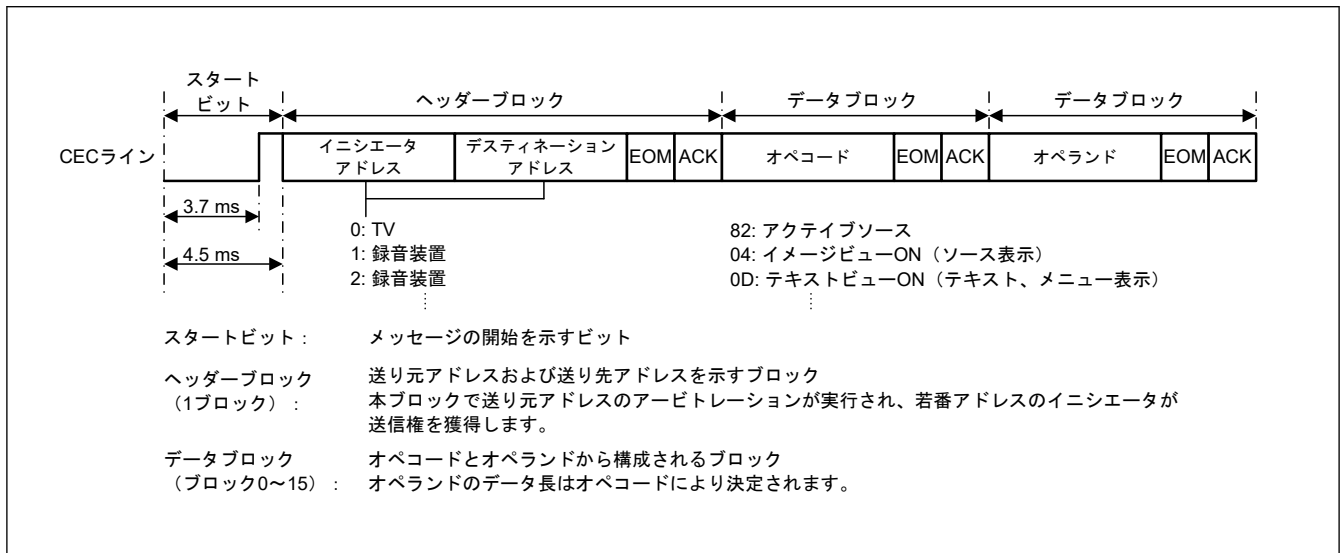 スタート
ビット
ヘッダーブロック
データブロック
データブロック
CECライン
イニシエータ
アドレス
デスティネーション
アドレス
EOM
ACK
オペコード
EOM
ACK
オペランド
EOM
ACK
3.7 ms
4.5 ms
0: TV
1: 録音装置
2: 録音装置
82: アクテイブソース
04: イメージビューON（ソース表示）
0D: テキストビューON（テキスト、メニュー表示）
スタートビット： メッセージの開始を示すビット
ヘッダーブロック 送り元アドレスおよび送り先アドレスを示すブロック
（1ブロック）： 本ブロックで送り元アドレスのアービトレーションが実行され、若番アドレスのイニシエータが
送信権を獲得します。
データブロック オペコードとオペランドから構成されるブロック
（ブロック0～15）： オペランドのデータ長はオペコードにより決定されます。